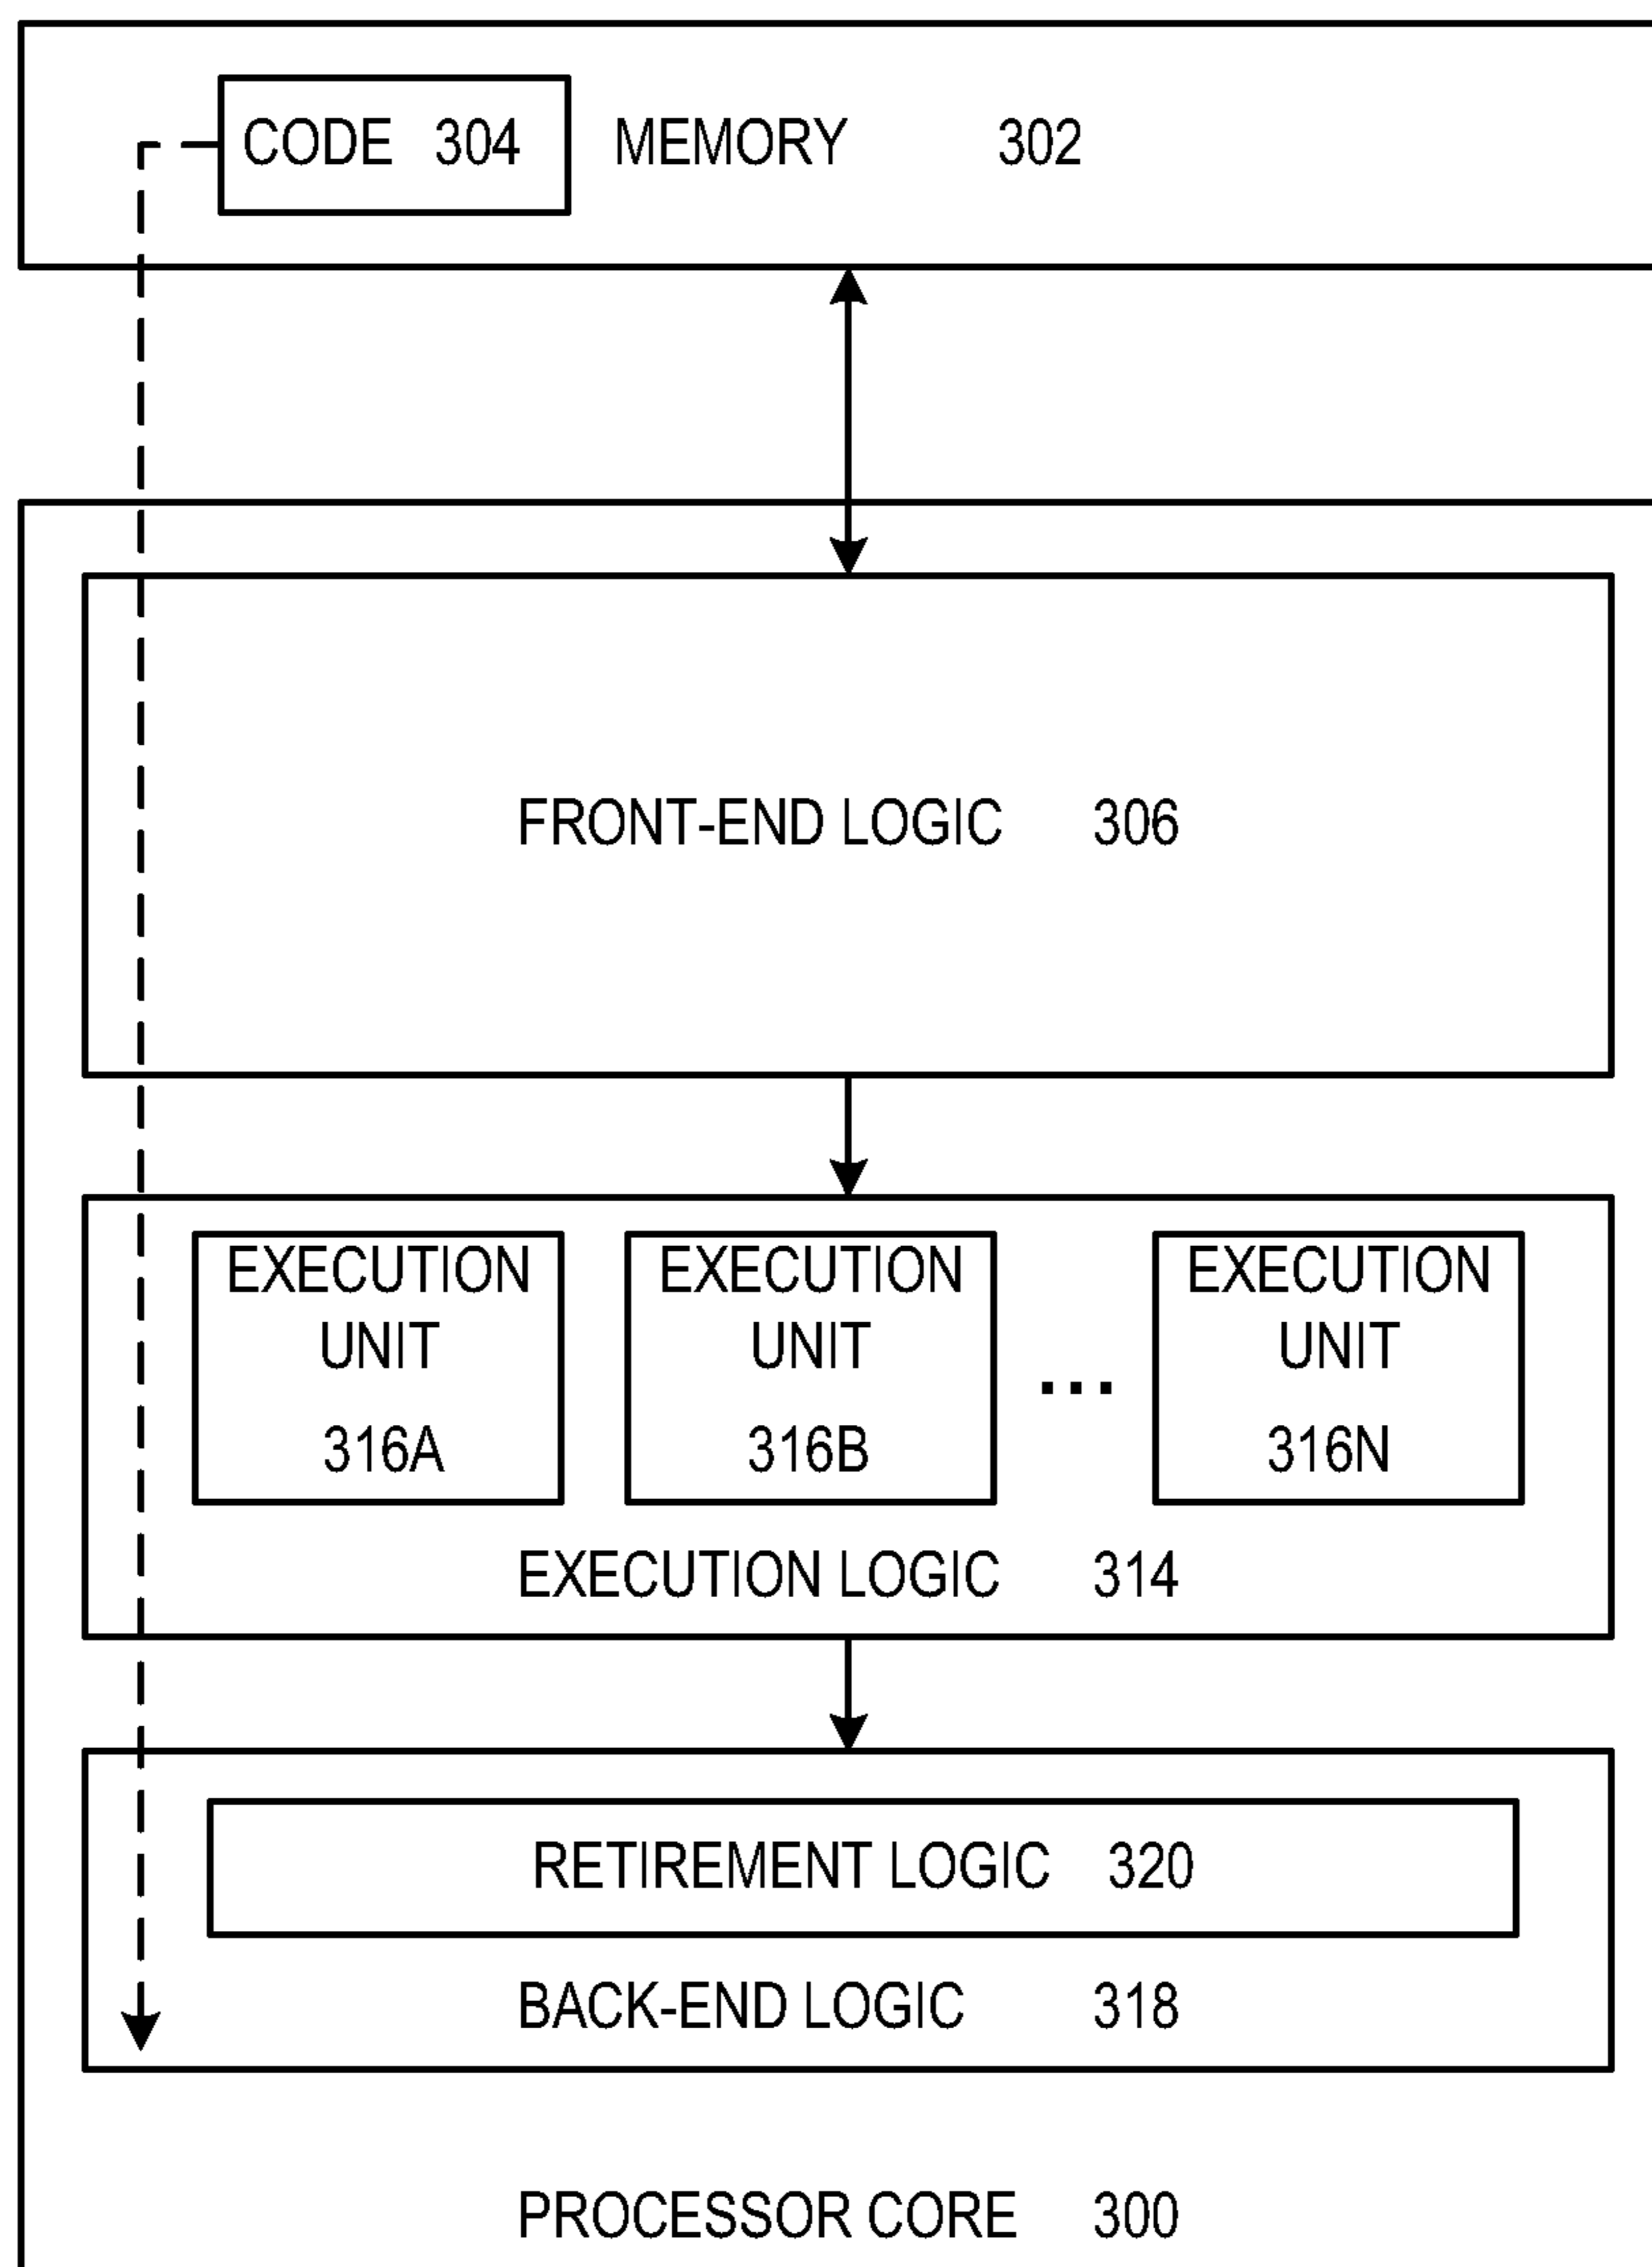 CODE 304 MEMORY 302
FRONT-END LOGIC 306
EXECUTION UNIT 316A
EXECUTION UNIT 316B
...
EXECUTION UNIT 316N
EXECUTION LOGIC 314
RETIREMENT LOGIC 320
BACK-END LOGIC 318
PROCESSOR CORE 300